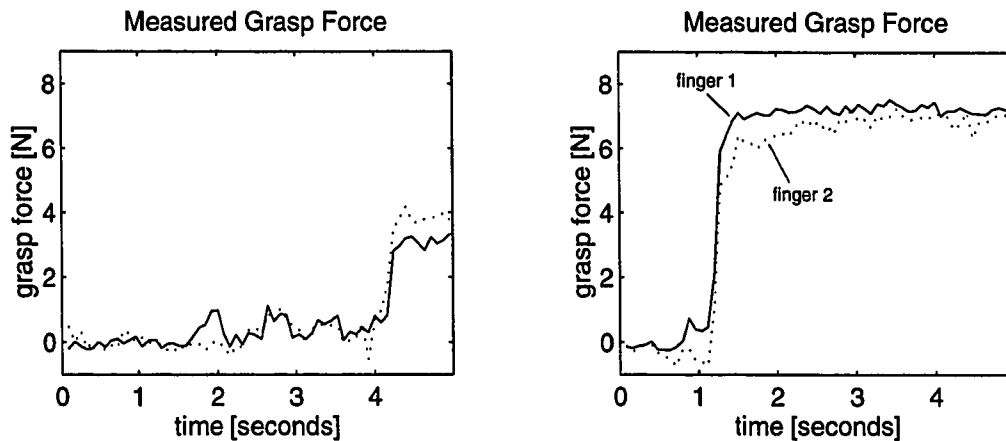 Measured Grasp Force
grasp force [N]
8
6
4
2
0
0 1 2 3 4
time [seconds]
Measured Grasp Force
grasp force [N]
8
6
4
2
0
finger 1
finger 2
0 1 2 3 4
time [seconds]